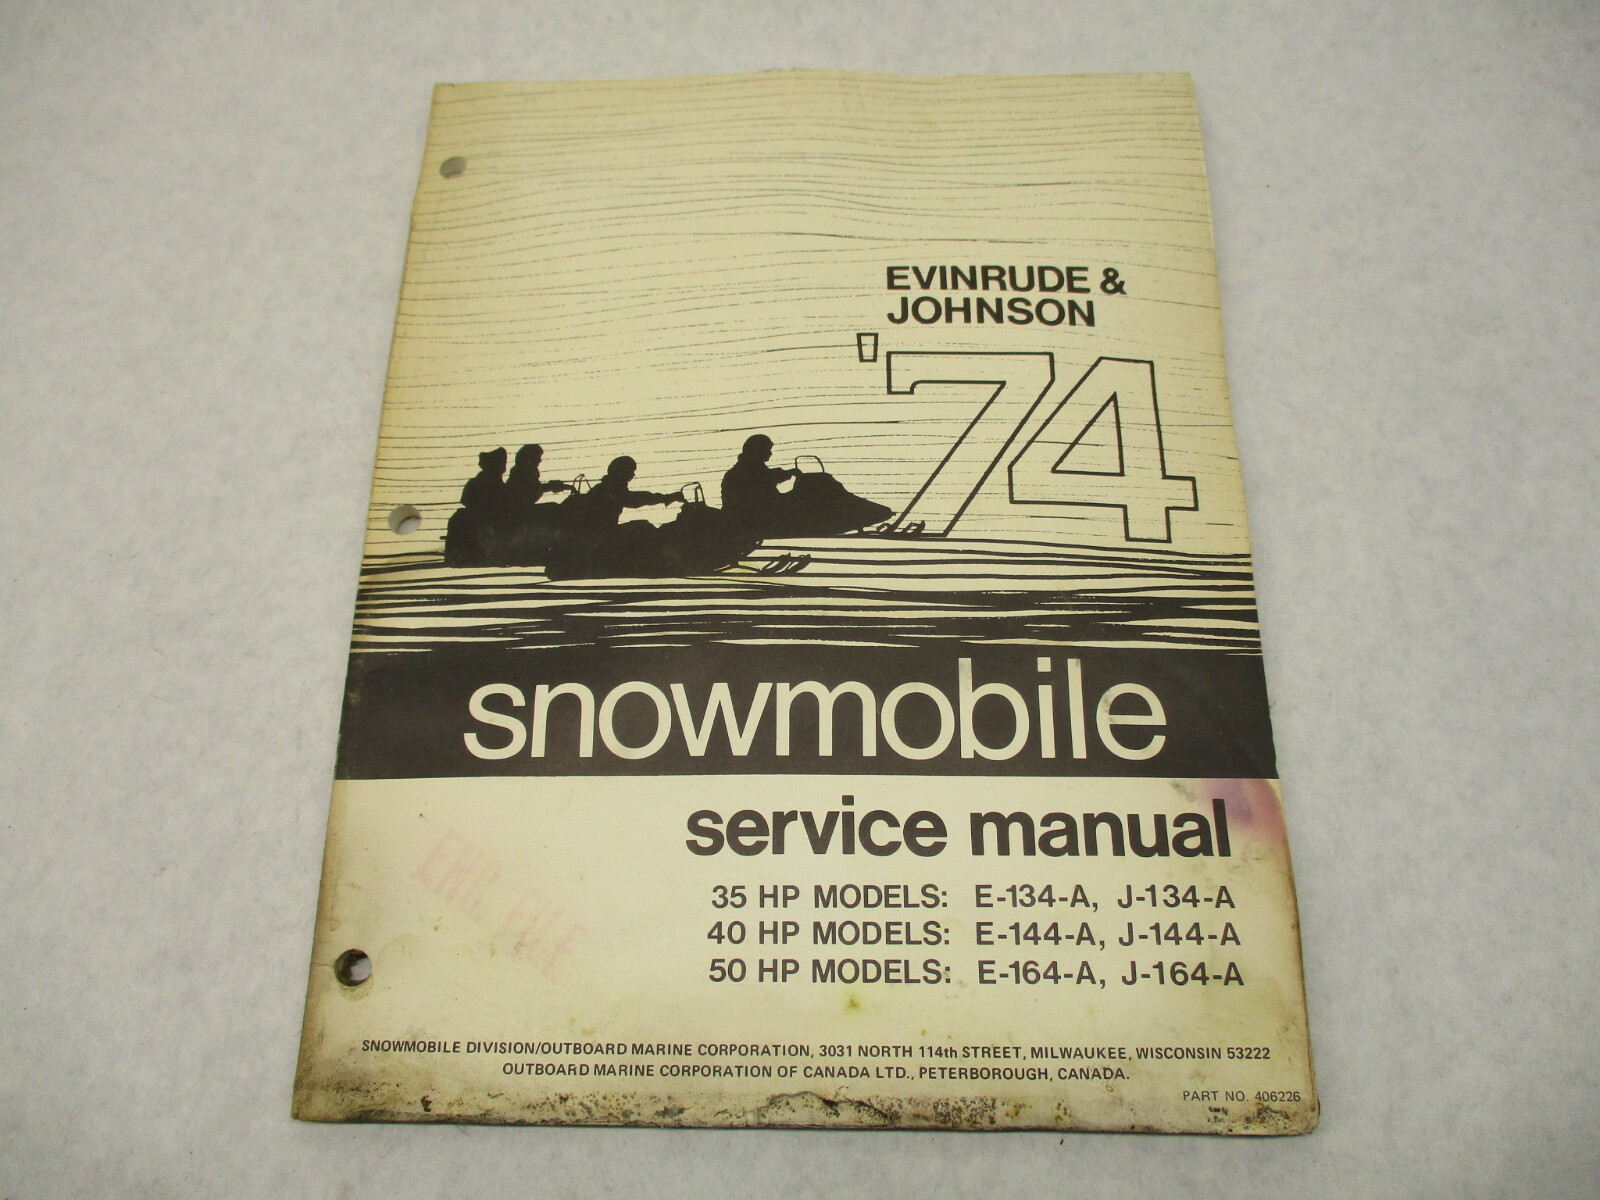 EVINRUDE &
JOHNSON
'74
snowmobile
service manual
35 HP MODELS: E-134-A, J-134-A
40 HP MODELS: E-144-A, J-144-A
50 HP MODELS: E-164-A, J-164-A
ENG. FILE
SNOWMOBILE DIVISION/OUTBOARD MARINE CORPORATION, 3031 NORTH 114th STREET, MILWAUKEE, WISCONSIN 53222
OUTBOARD MARINE CORPORATION OF CANADA LTD., PETERBOROUGH, CANADA.
PART NO. 406226